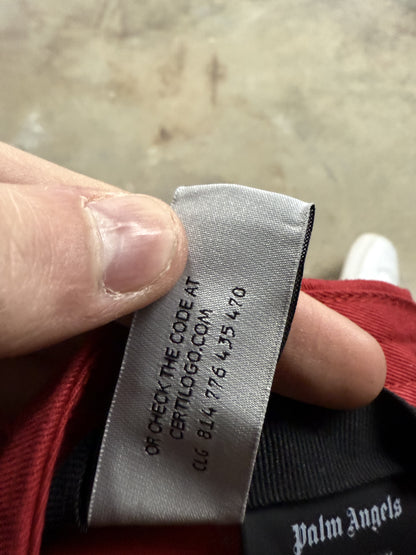 OR CHECK THE CODE AT
CERTILOGO.COM
CLG 814 776 435 470
Palm Angels